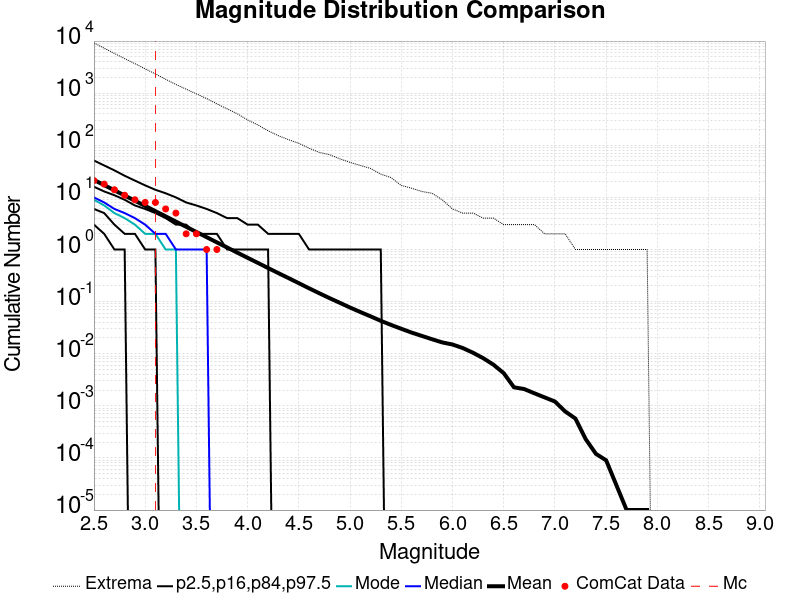 Magnitude Distribution Comparison
10^4
10^3
10^2
10^1
10^0
10^-1
10^-2
10^-3
10^-4
10^-5
Cumulative Number
2.5 3.0 3.5 4.0 4.5 5.0 5.5 6.0 6.5 7.0 7.5 8.0 8.5 9.0
Magnitude
Extrema p2.5,p16,p84,p97.5 Mode Median Mean ComCat Data Mc